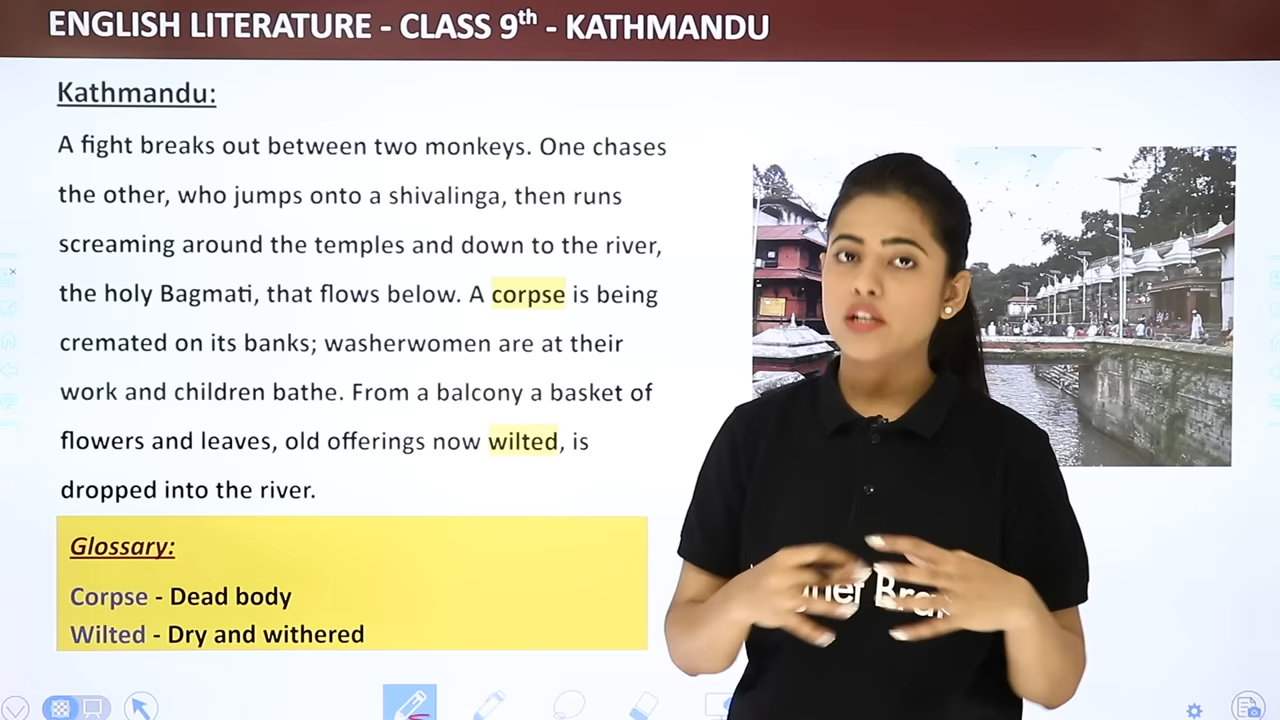 ENGLISH LITERATURE - CLASS 9th - KATHMANDU
Kathmandu:
A fight breaks out between two monkeys. One chases
the other, who jumps onto a shivalinga, then runs
screaming around the temples and down to the river,
the holy Bagmati, that flows below. A corpse is being
cremated on its banks; washerwomen are at their
work and children bathe. From a balcony a basket of
flowers and leaves, old offerings now wilted, is
dropped into the river.
Glossary:
Corpse - Dead body
Wilted - Dry and withered